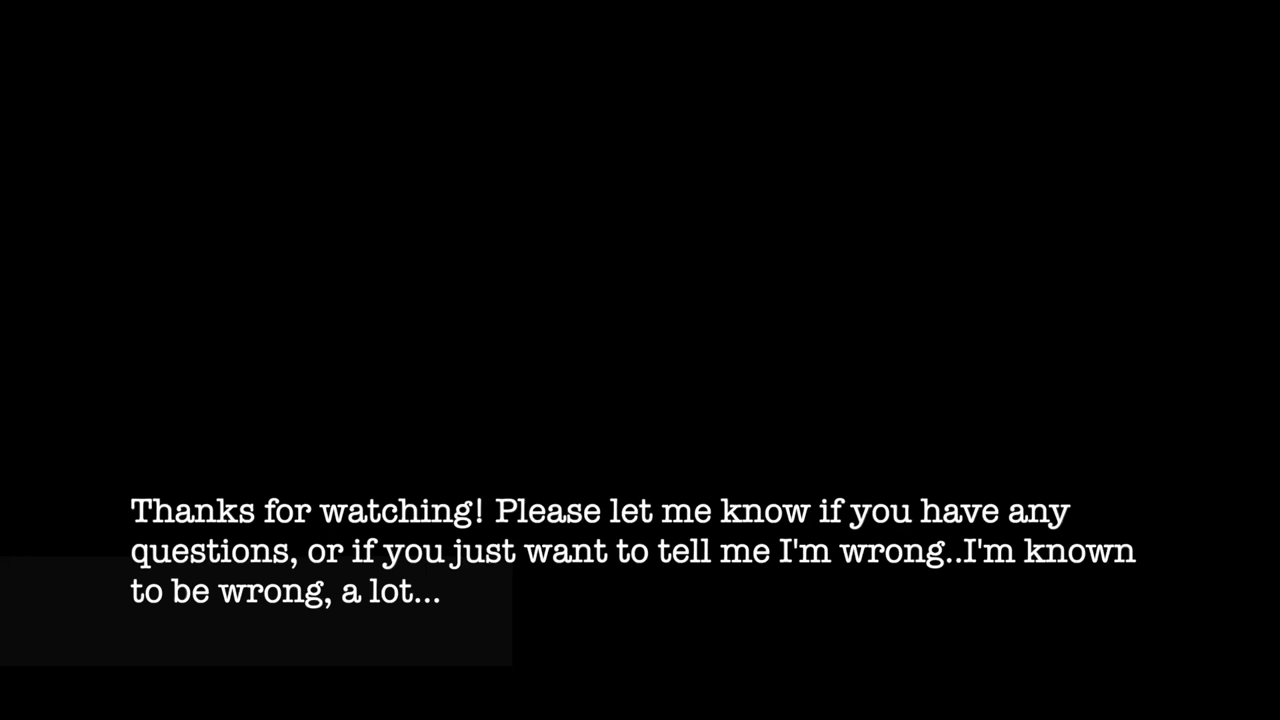 Thanks for watching! Please let me know if you have any
questions, or if you just want to tell me I'm wrong..I'm known
to be wrong, a lot...